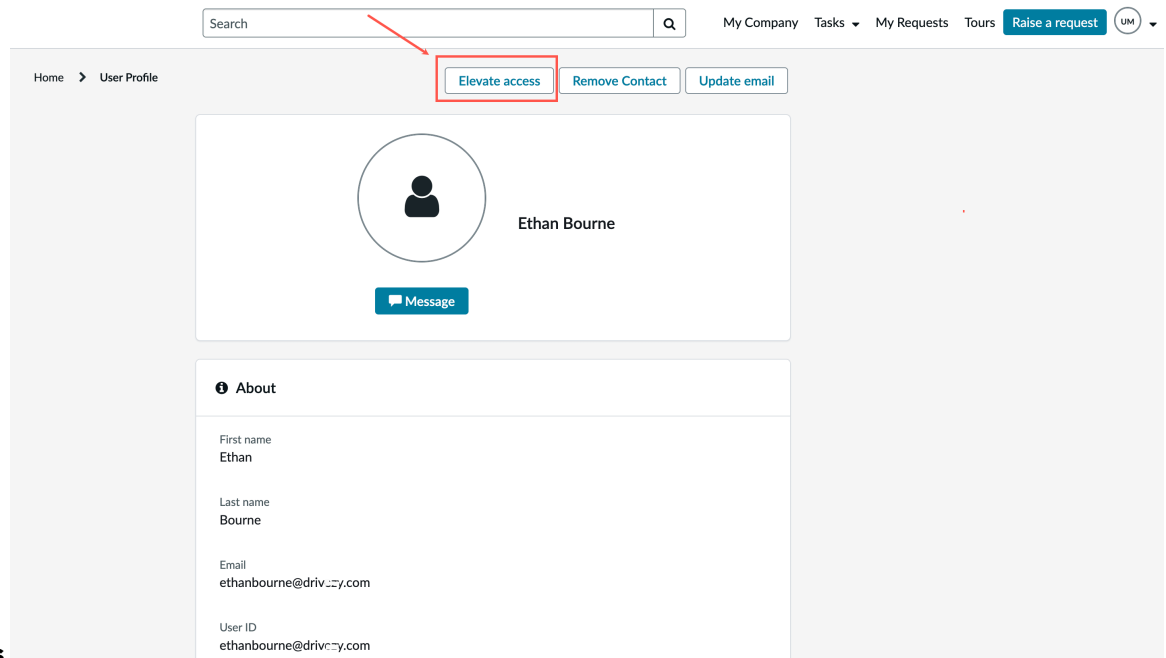 Search My Company Tasks My Requests Tours Raise a request UM
Home User Profile Elevate access Remove Contact Update email
Ethan Bourne
Message
About
First name
Ethan
Last name
Bourne
Email
User ID